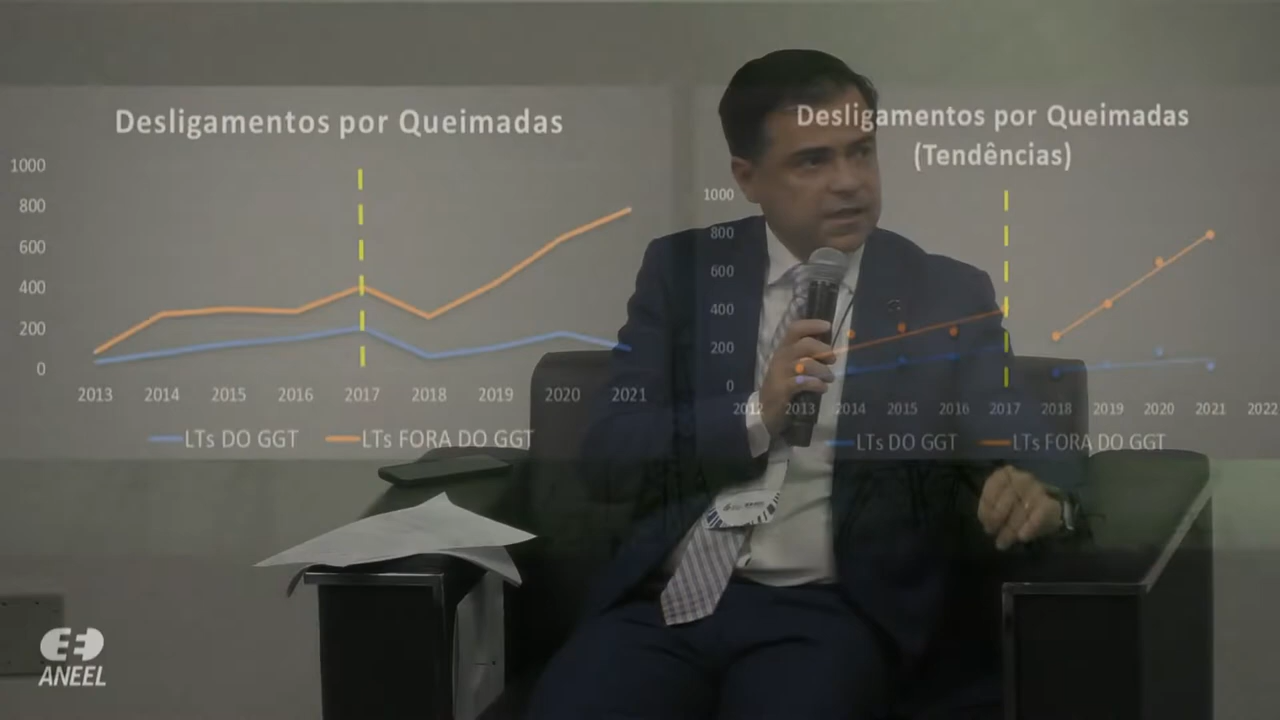 Desligamentos por Queimadas
1000
800
600
400
200
0
2013 2014 2015 2016 2017 2018 2019 2020 2021
LTs DO GGT LTs FORA DO GGT
Desligamentos por Queimadas
(Tendências)
1000
800
600
400
200
0
2012 2013 2014 2015 2016 2017 2018 2019 2020 2021 2022
LTs DO GGT LTs FORA DO GGT
ANEEL